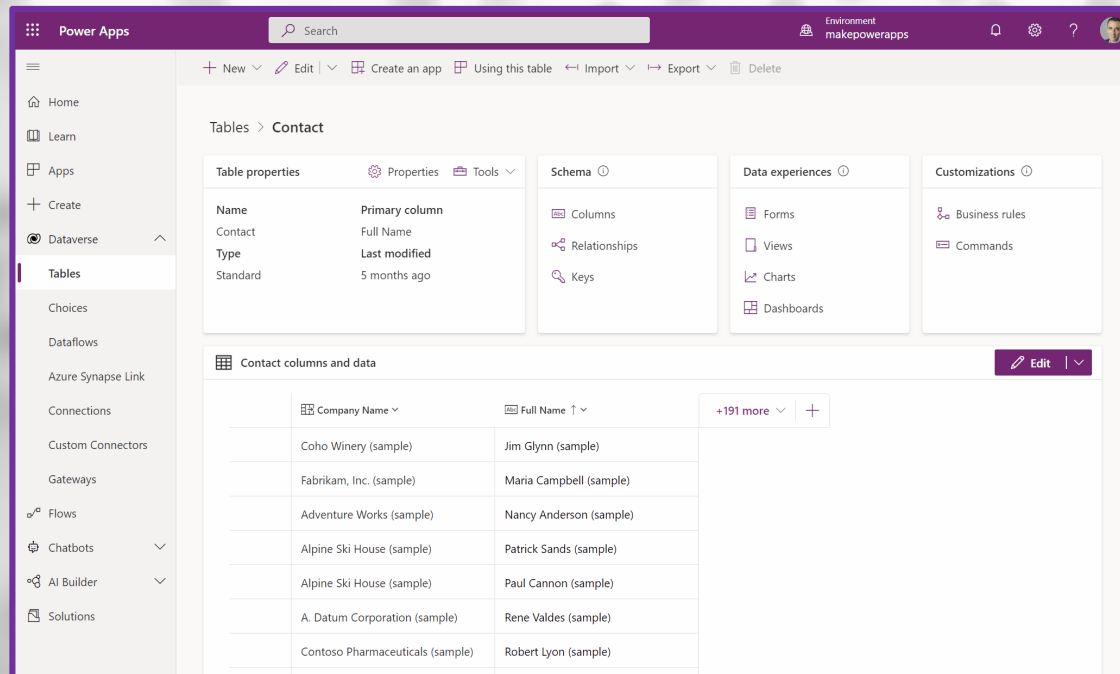 Power Apps
Search
Environment
makepowerapps
New
Edit
Create an app
Using this table
Import
Export
Delete
Home
Learn
Apps
Create
Dataverse
Tables
Choices
Dataflows
Azure Synapse Link
Connections
Custom Connectors
Gateways
Flows
Chatbots
AI Builder
Solutions
Tables > Contact
Table properties
Properties
Tools
Name
Primary column
Contact
Full Name
Type
Last modified
Standard
5 months ago
Schema
Columns
Relationships
Keys
Data experiences
Forms
Views
Charts
Dashboards
Customizations
Business rules
Commands
Contact columns and data
Edit
Company Name
Full Name
+191 more
Coho Winery (sample)
Jim Glynn (sample)
Fabrikam, Inc. (sample)
Maria Campbell (sample)
Adventure Works (sample)
Nancy Anderson (sample)
Alpine Ski House (sample)
Patrick Sands (sample)
Alpine Ski House (sample)
Paul Cannon (sample)
A. Datum Corporation (sample)
Rene Valdes (sample)
Contoso Pharmaceuticals (sample)
Robert Lyon (sample)